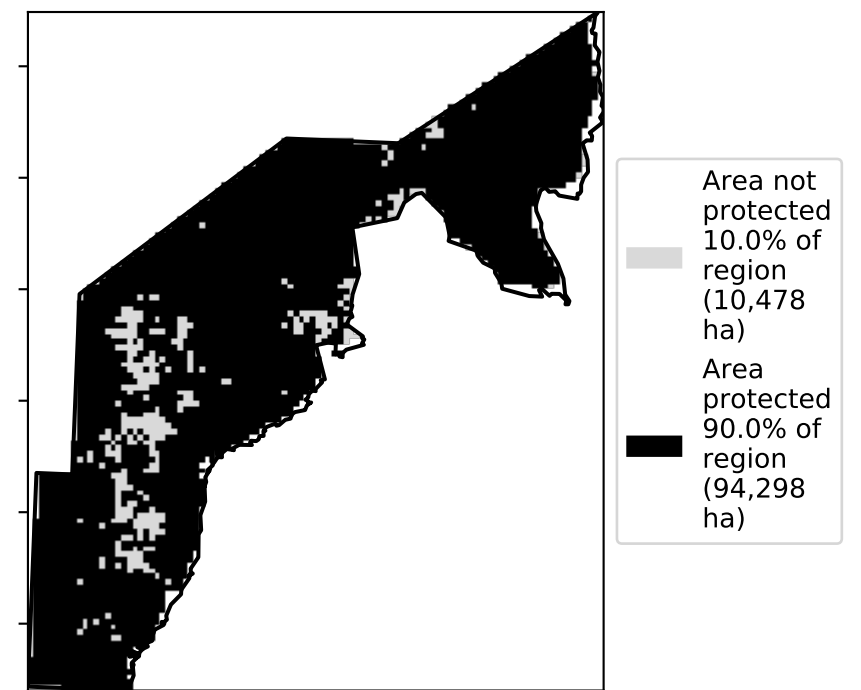 Area not
protected
10.0% of
region
(10,478
ha)
Area
protected
90.0% of
region
(94,298
ha)